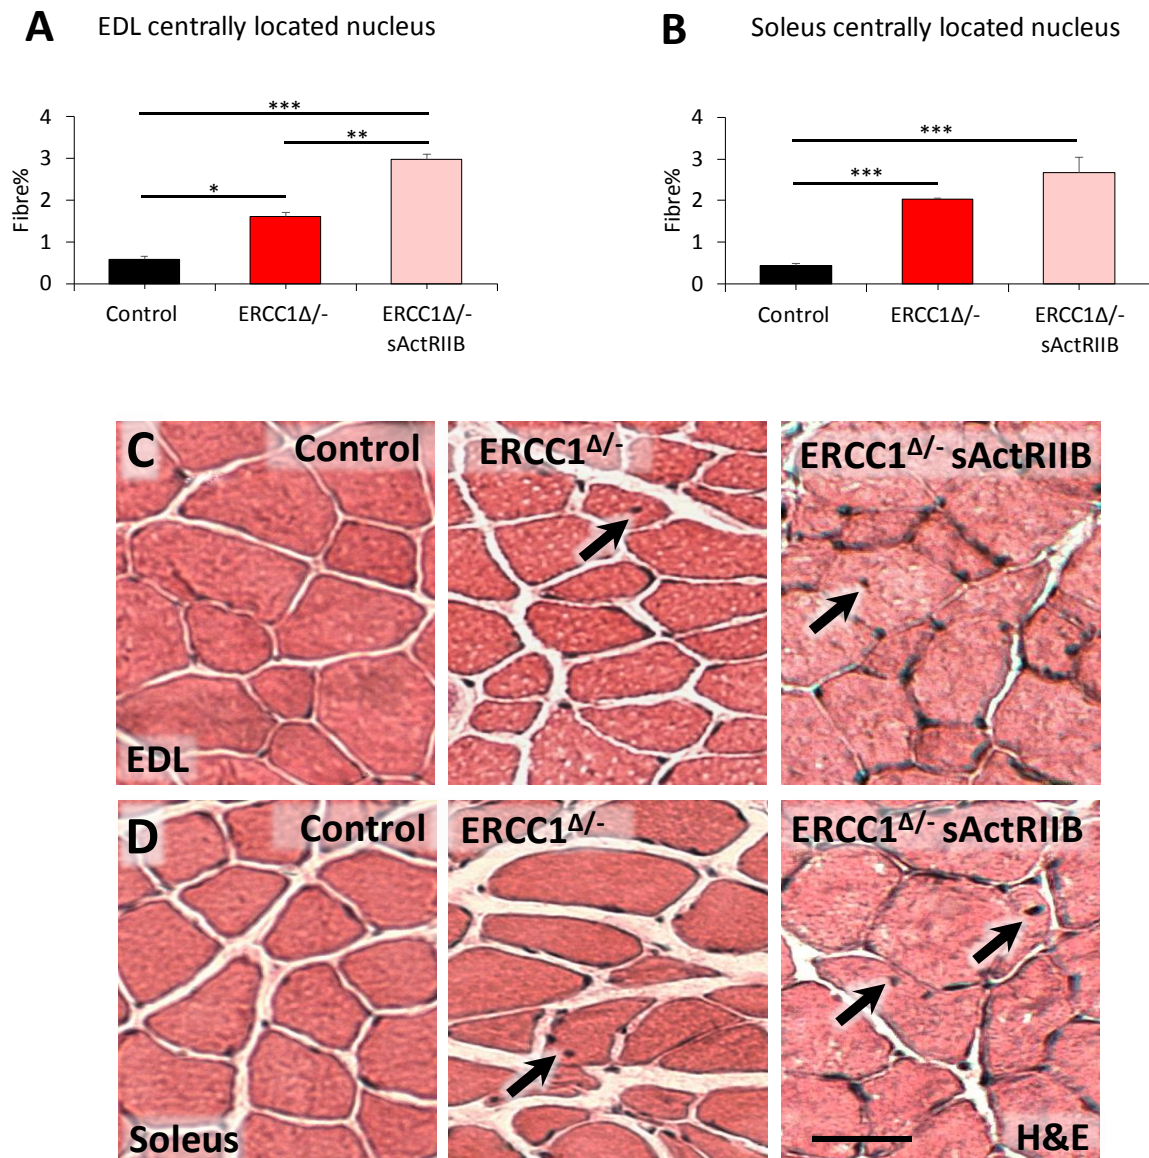 A
EDL centrally located nucleus
Fibre%
4
3
2
1
0
***
**
*
Control
ERCC1Δ/-
ERCC1Δ/-
sActRIIB
B
Soleus centrally located nucleus
Fibre%
4
3
2
1
0
***
***
Control
ERCC1Δ/-
ERCC1Δ/-
sActRIIB
C
Control
EDL
ERCC1Δ/-
ERCC1Δ/- sActRIIB
D
Control
Soleus
ERCC1Δ/-
ERCC1Δ/- sActRIIB
H&E